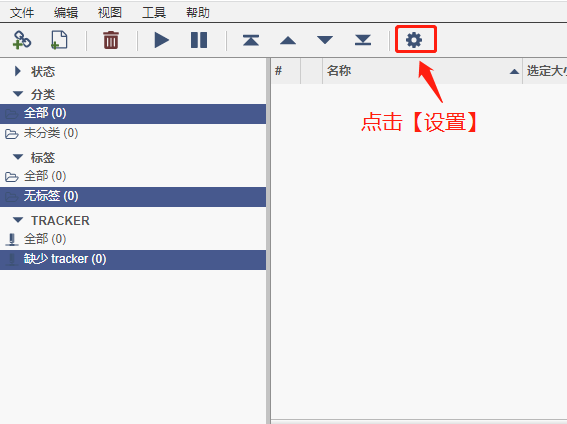 文件 编辑 视图 工具 帮助
# 名称 选定大小
点击【设置】
状态
分类
全部 (0)
未分类 (0)
标签
全部 (0)
无标签 (0)
TRACKER
全部 (0)
缺少 tracker (0)